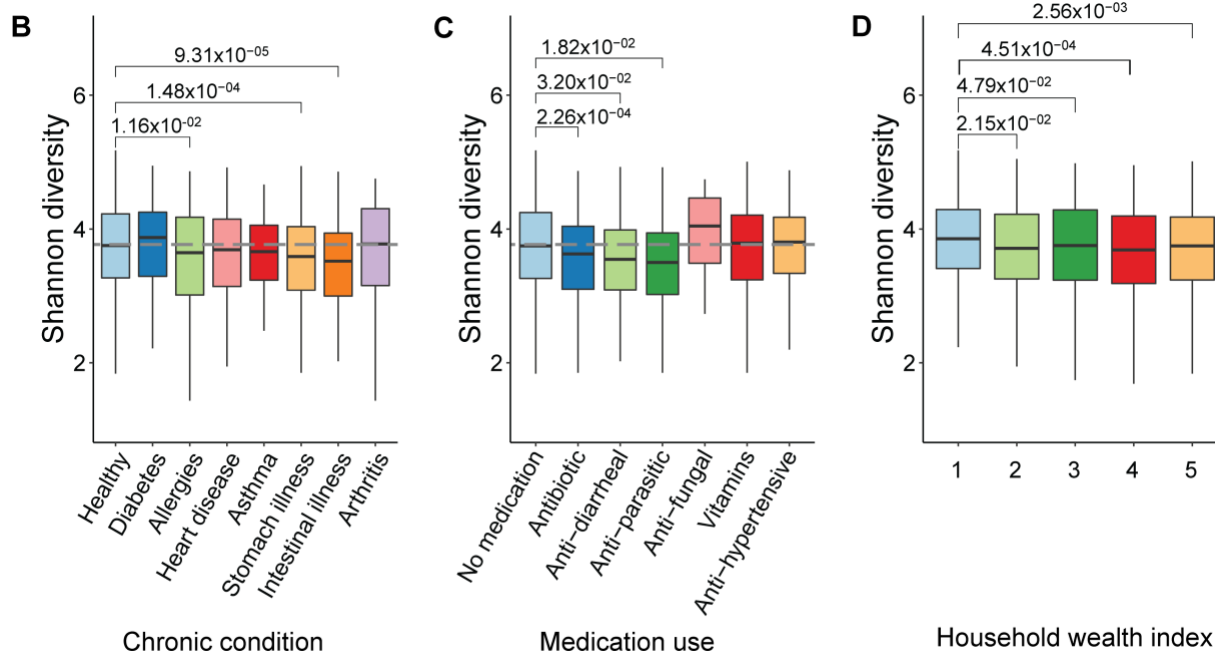 B
9.31x10⁻⁰⁵
1.48x10⁻⁰⁴
1.16x10⁻⁰²
6
4
2
Shannon diversity
Healthy
Diabetes
Allergies
Heart disease
Asthma
Stomach illness
Intestinal illness
Arthritis
Chronic condition
C
1.82x10⁻⁰²
3.20x10⁻⁰²
2.26x10⁻⁰⁴
6
4
2
Shannon diversity
No medication
Antibiotic
Anti−diarrheal
Anti−parasitic
Anti−fungal
Vitamins
Anti−hypertensive
Medication use
D
2.56x10⁻⁰³
4.51x10⁻⁰⁴
4.79x10⁻⁰²
2.15x10⁻⁰²
6
4
2
Shannon diversity
1 2 3 4 5
Household wealth index